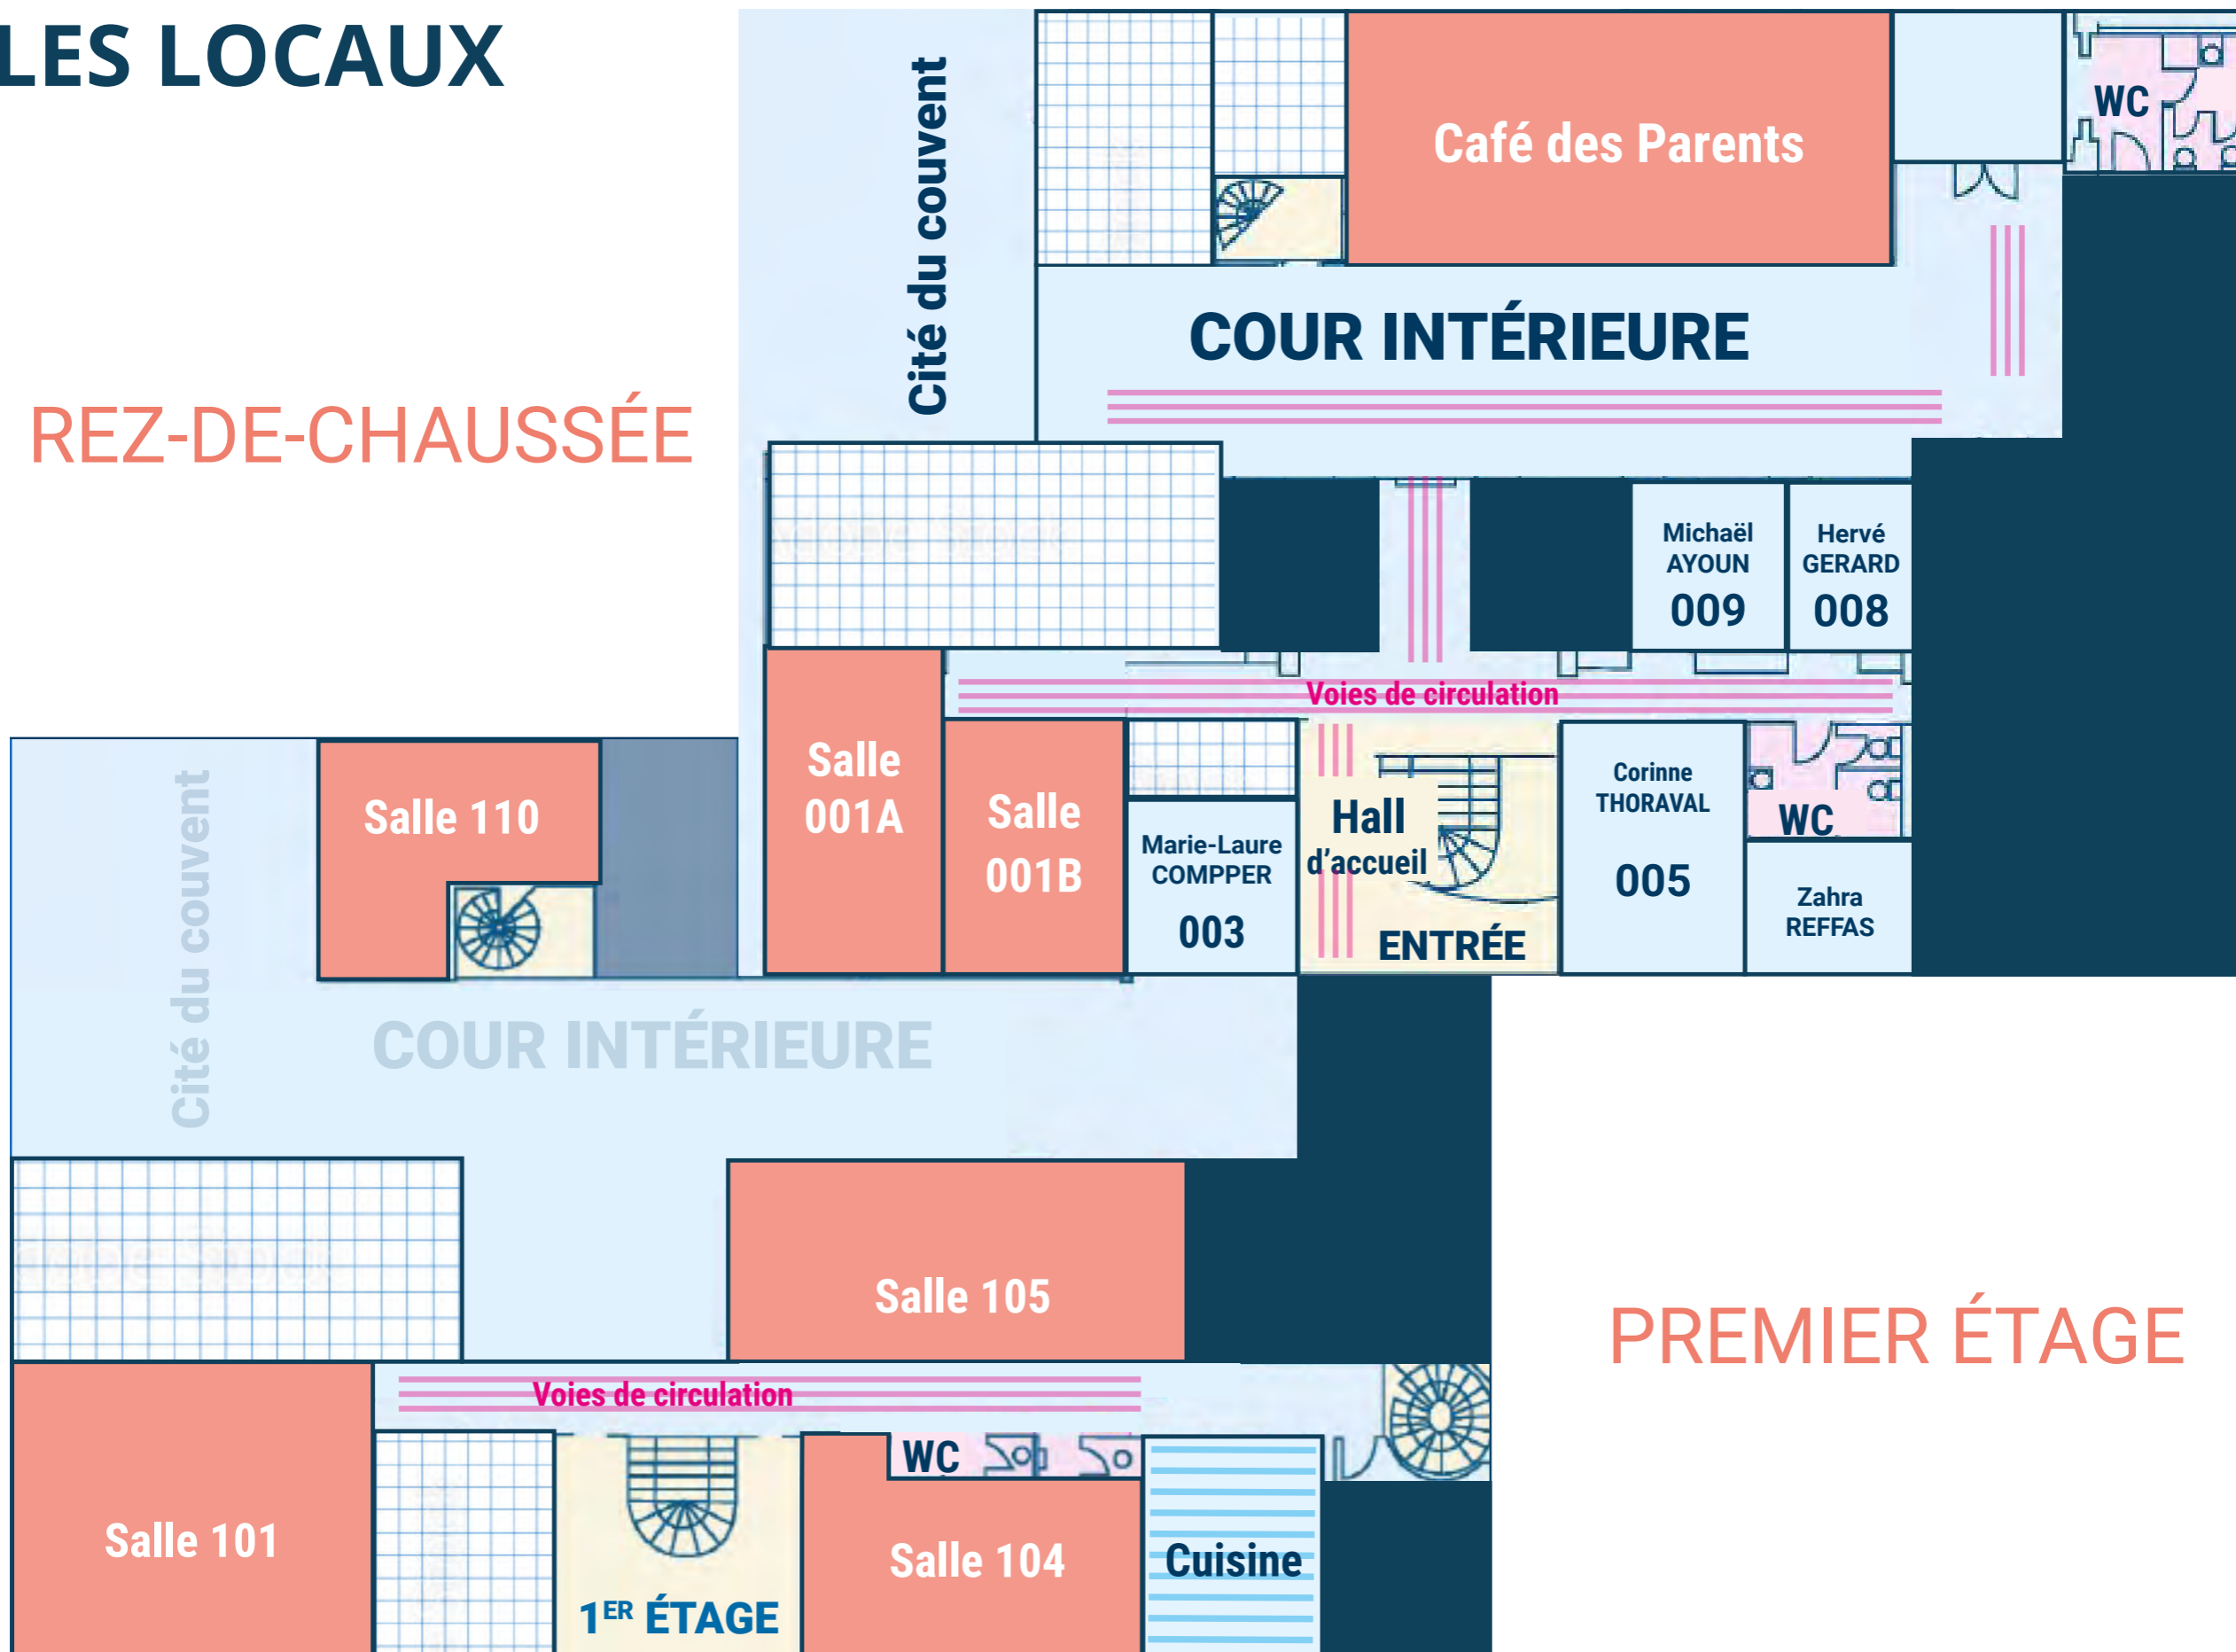 LES LOCAUX
REZ-DE-CHAUSSÉE
Cité du couvent
Café des Parents
WC
COUR INTÉRIEURE
Michaël
AYOUN
009
Hervé
GERARD
008
Voies de circulation
Salle
001A
Salle
001B
Marie-Laure
COMPPER
003
Hall
d'accueil
ENTRÉE
Corinne
THORAVAL
005
WC
Zahra
REFFAS
PREMIER ÉTAGE
Cité du couvent
Salle 110
COUR INTÉRIEURE
Salle 105
Voies de circulation
Salle 101
1ER ÉTAGE
WC
Salle 104
Cuisine